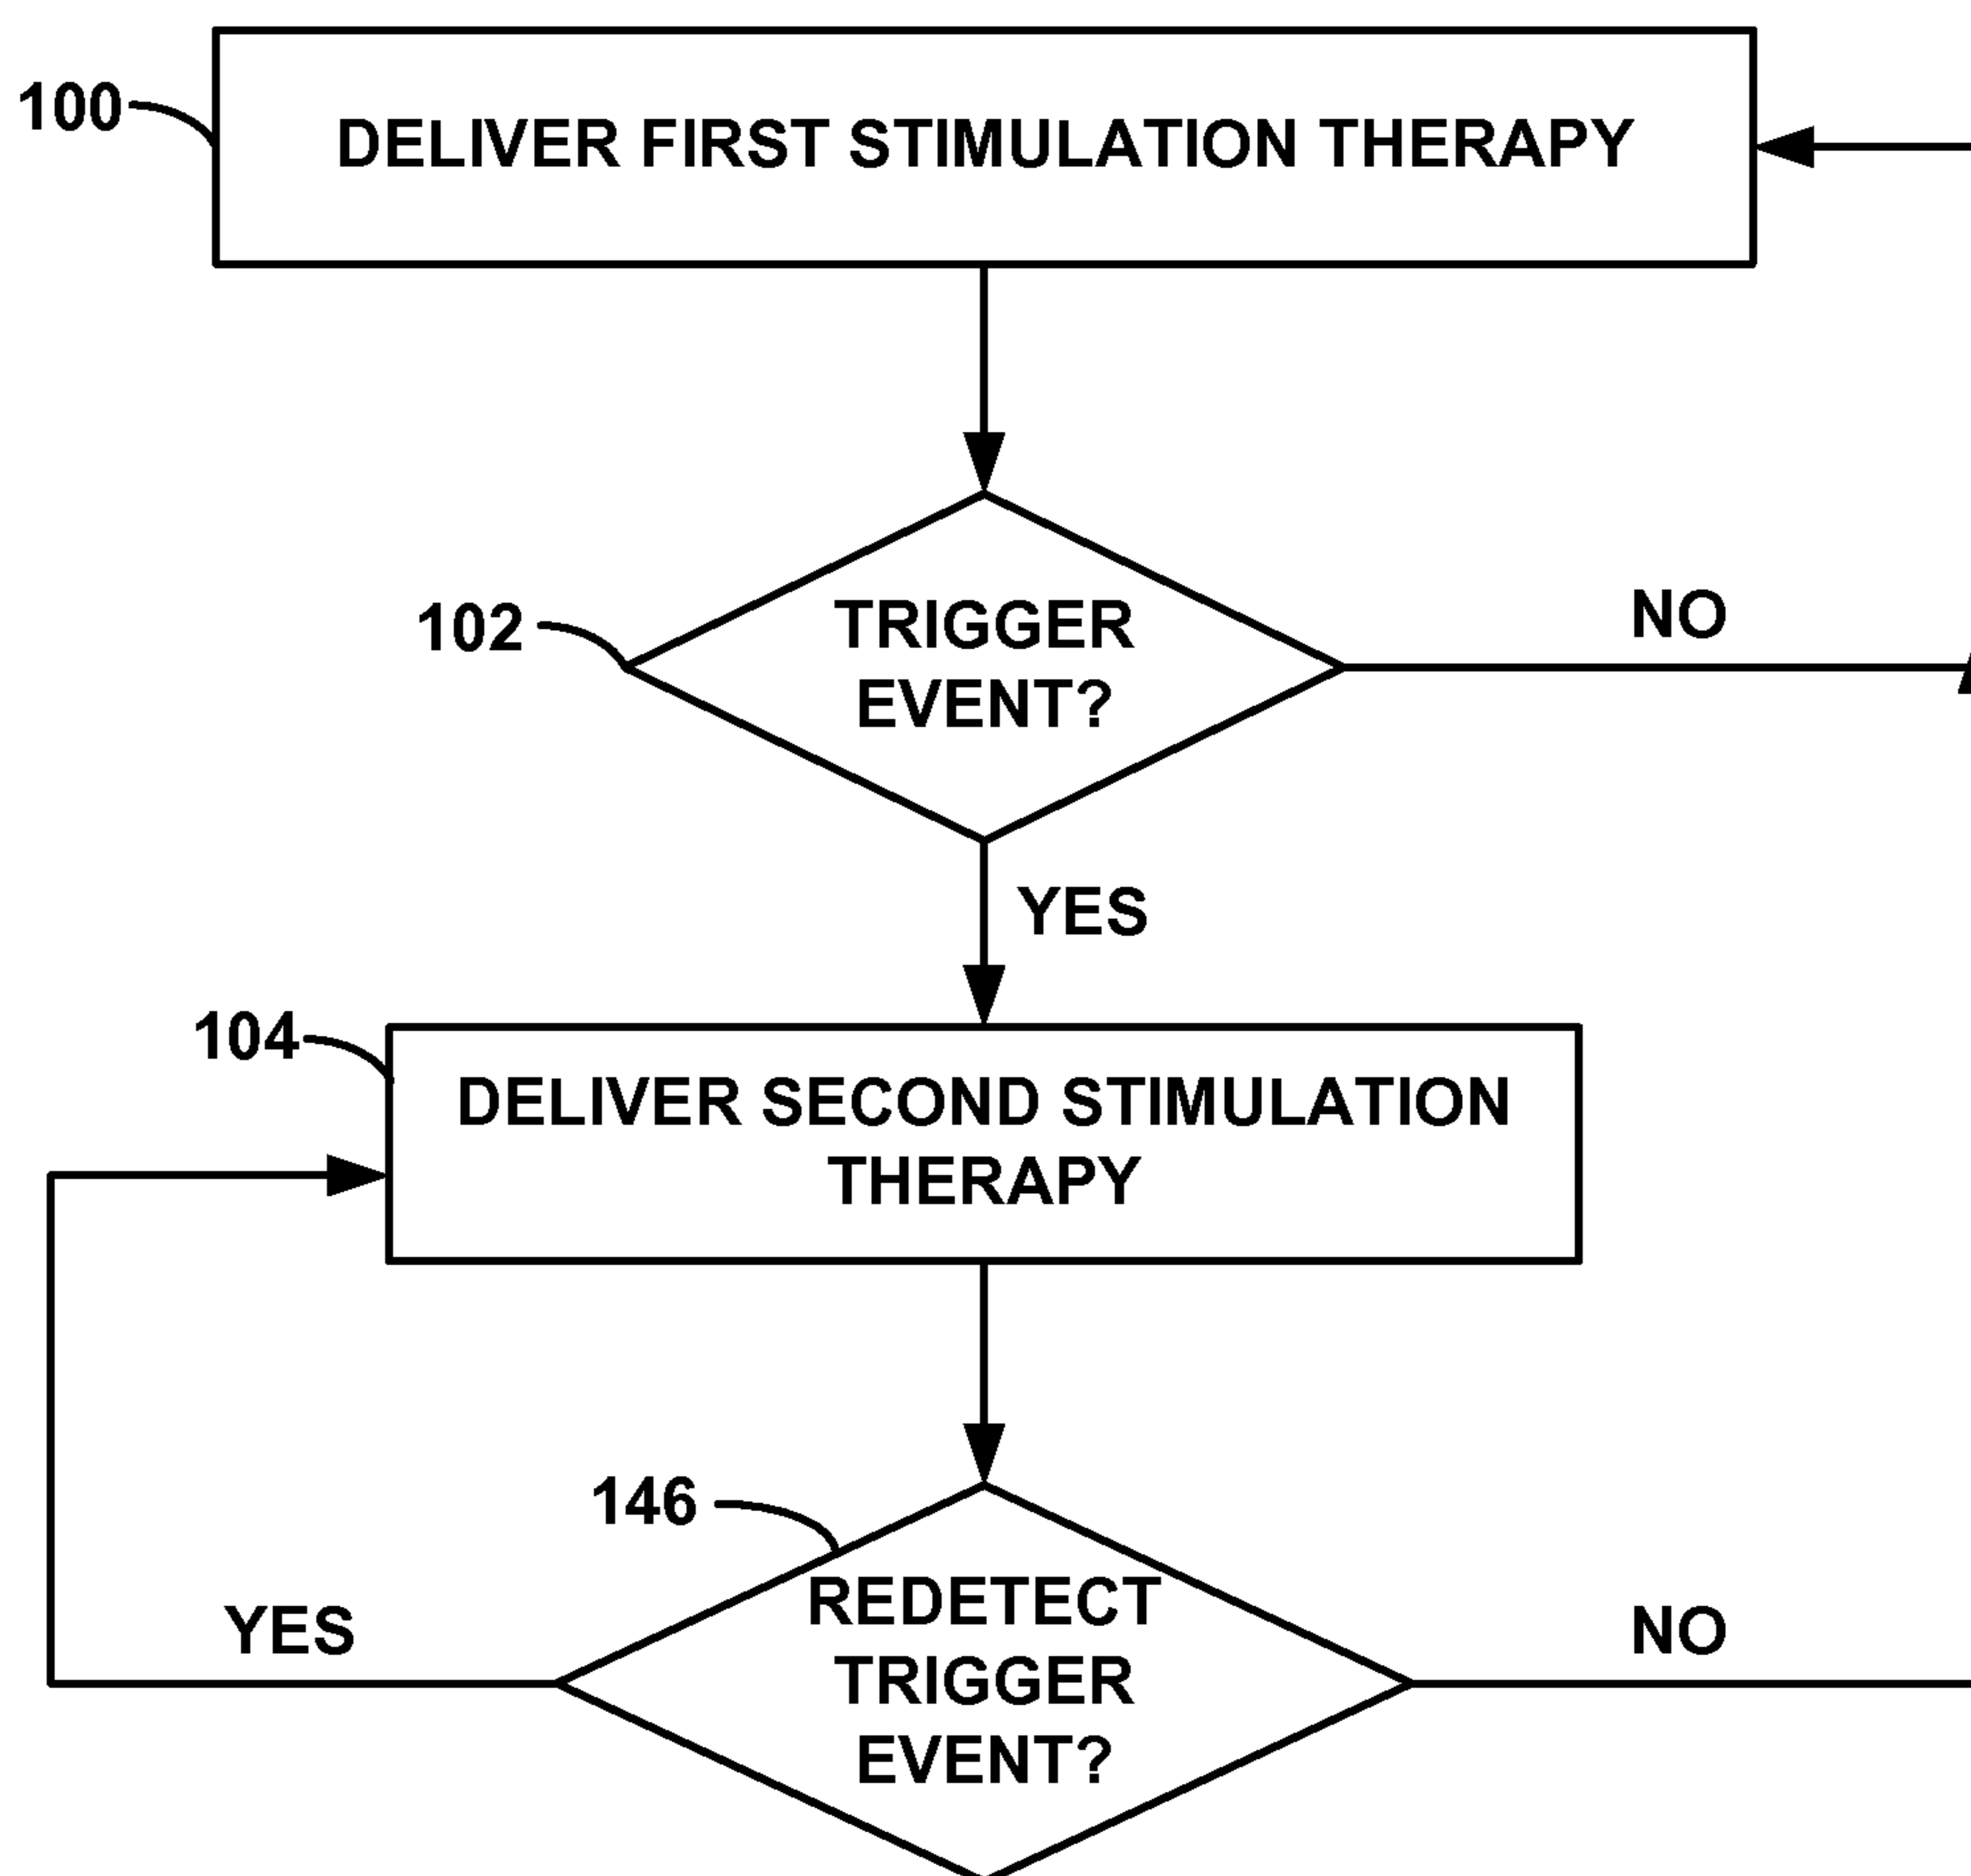 100
DELIVER FIRST STIMULATION THERAPY
102
TRIGGER
EVENT?
NO
YES
104
DELIVER SECOND STIMULATION
THERAPY
146
REDETECT
TRIGGER
EVENT?
YES
NO